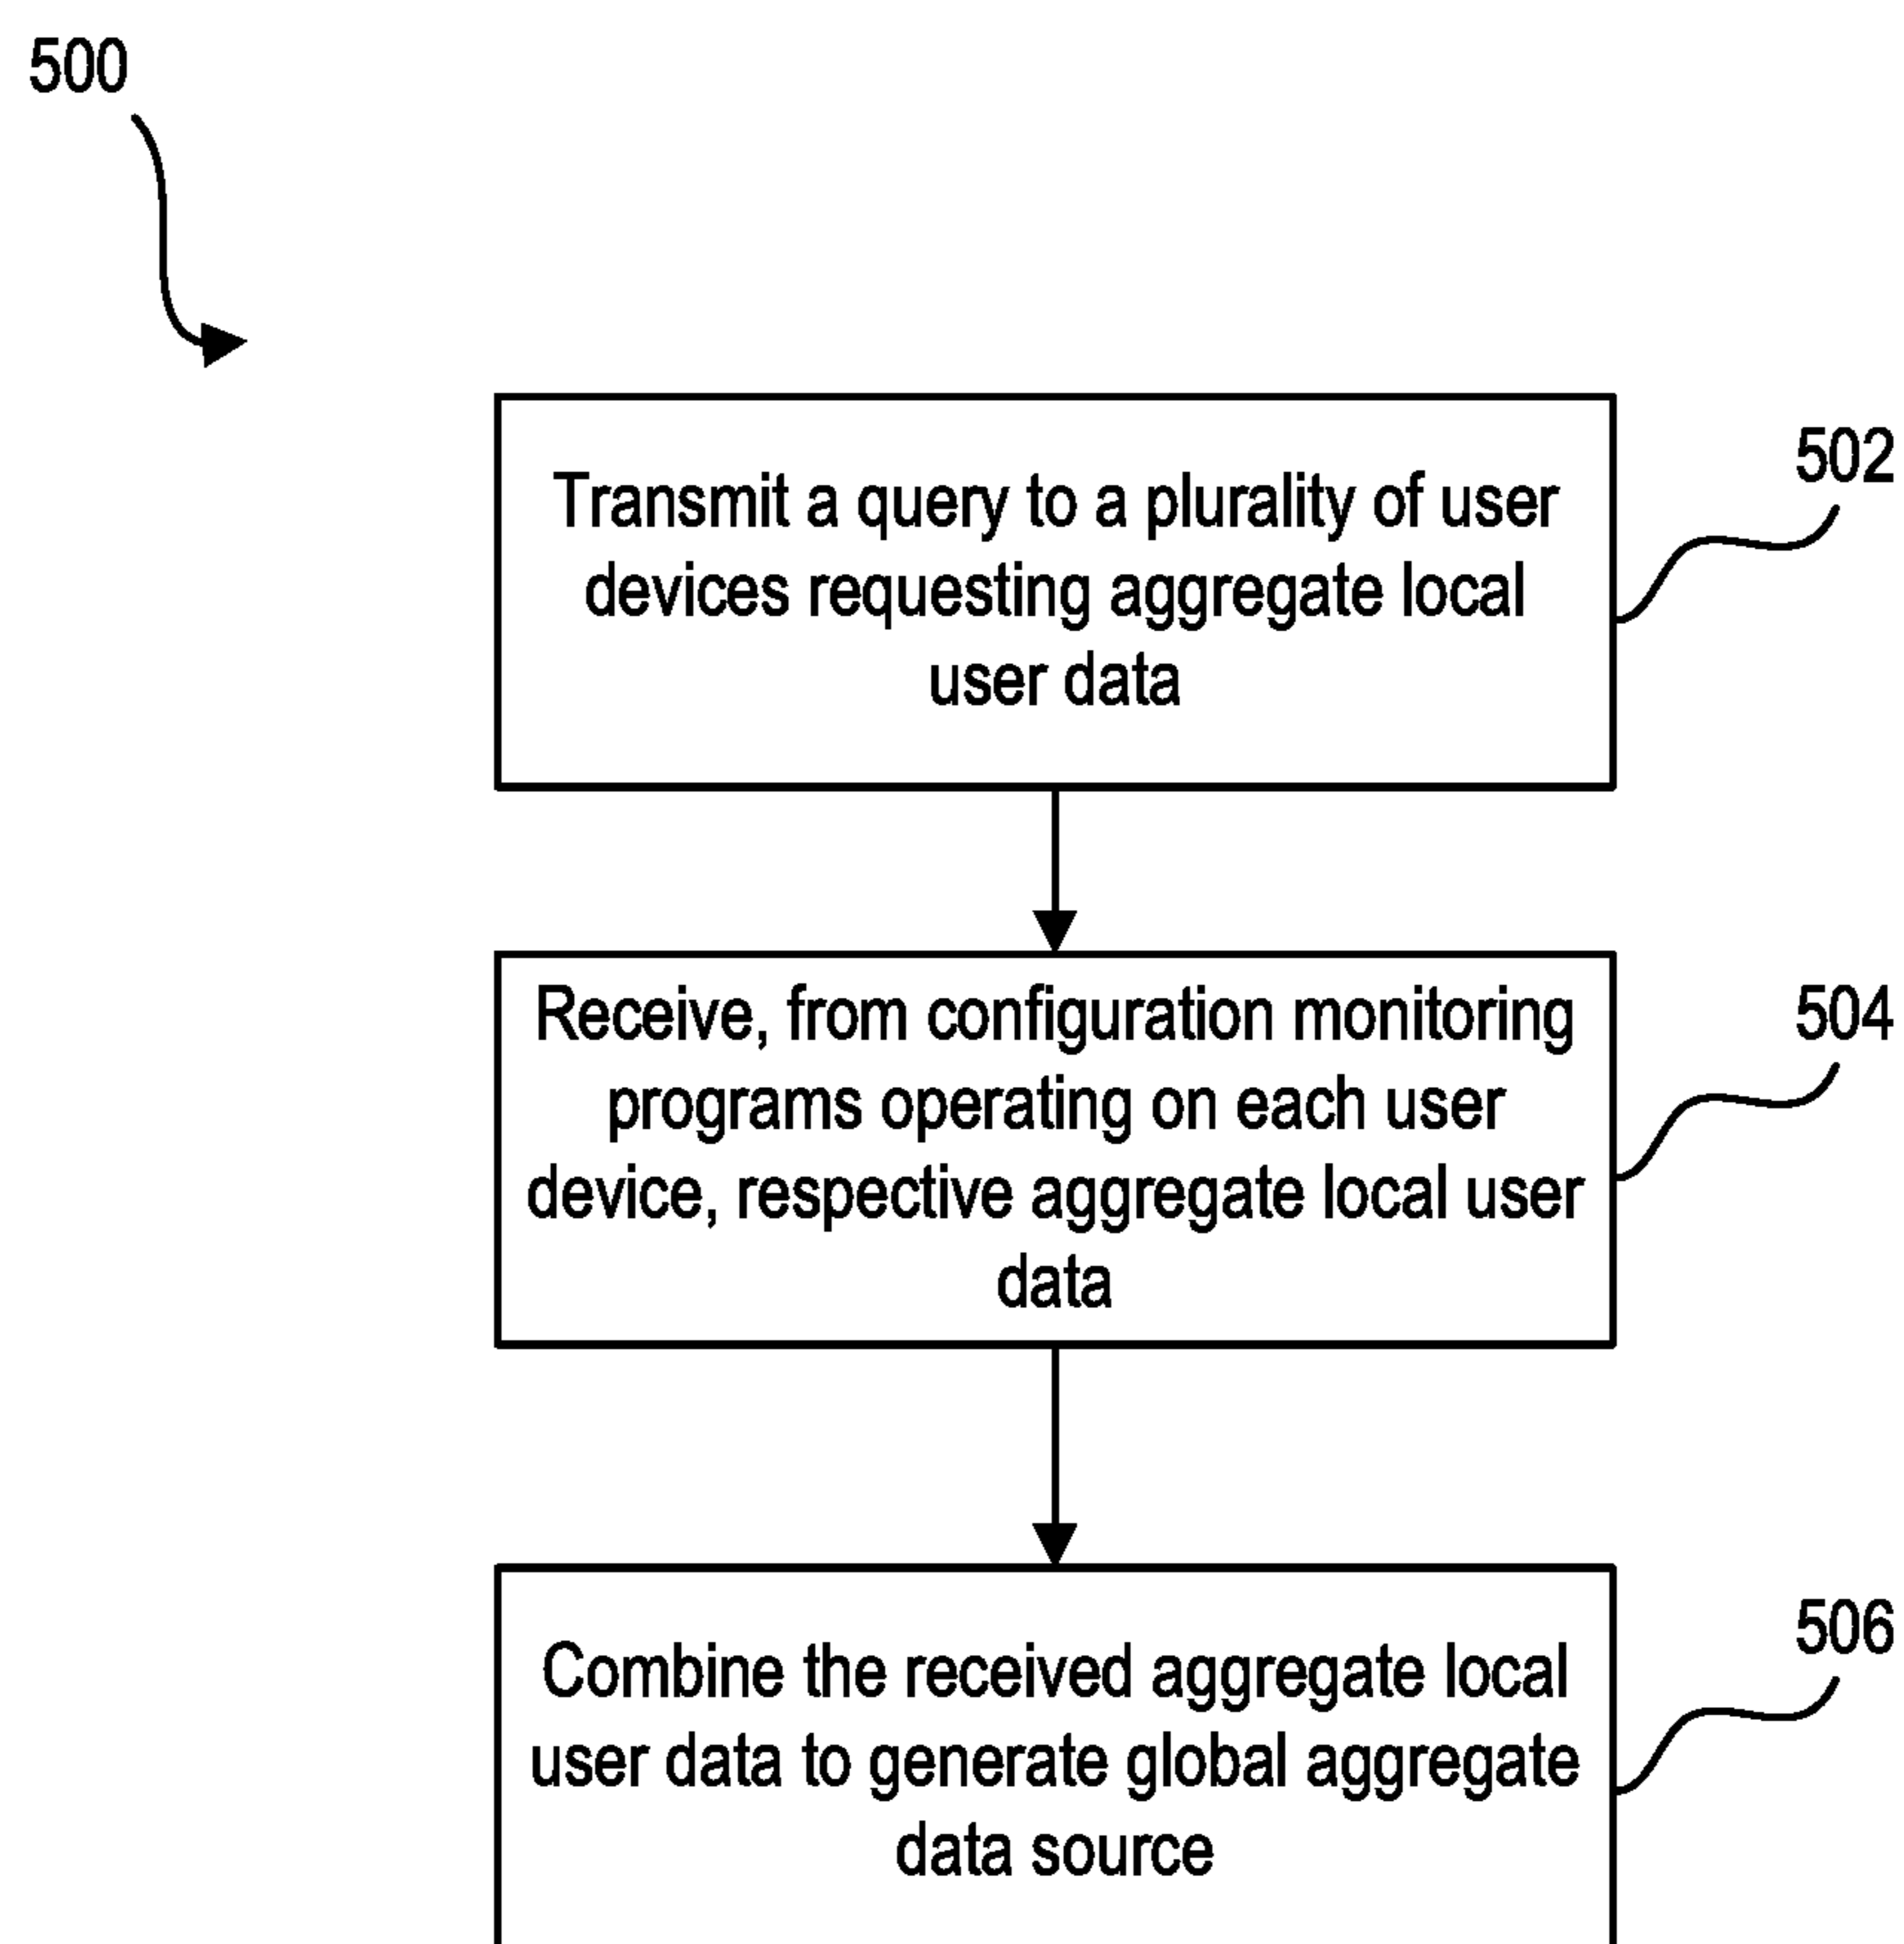 500
502
Transmit a query to a plurality of user
devices requesting aggregate local
user data
504
Receive, from configuration monitoring
programs operating on each user
device, respective aggregate local user
data
506
Combine the received aggregate local
user data to generate global aggregate
data source